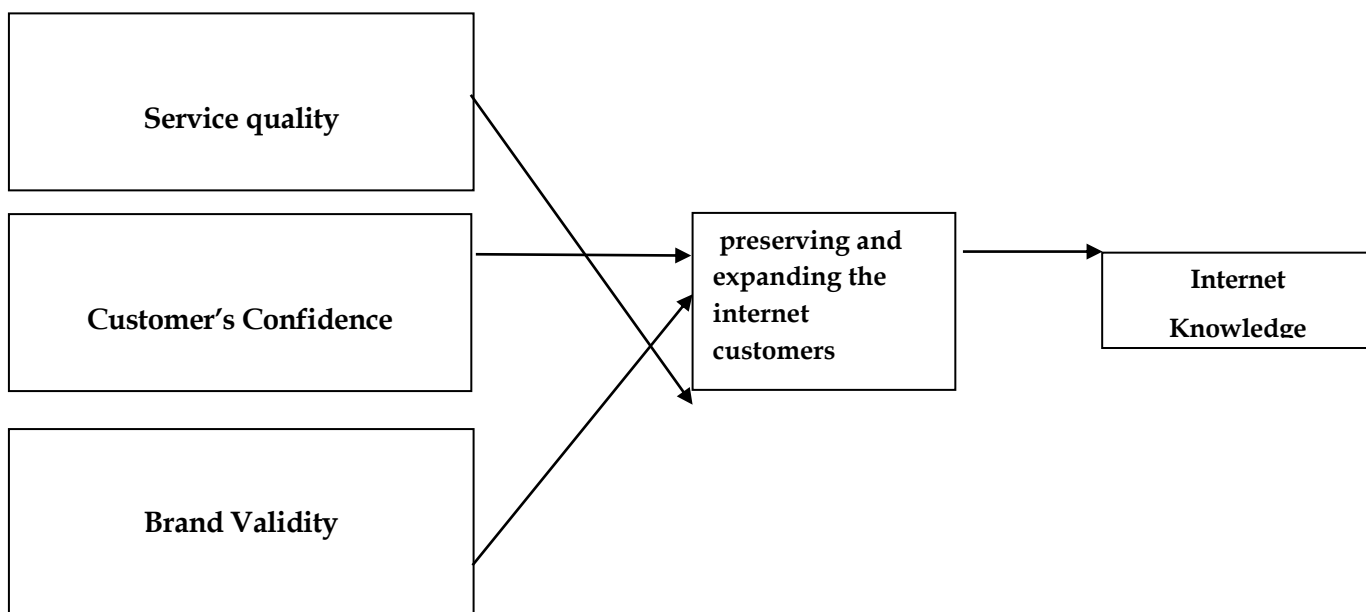 Service quality
Customer’s Confidence
Brand Validity
preserving and
expanding the
internet
customers
Internet
Knowledge